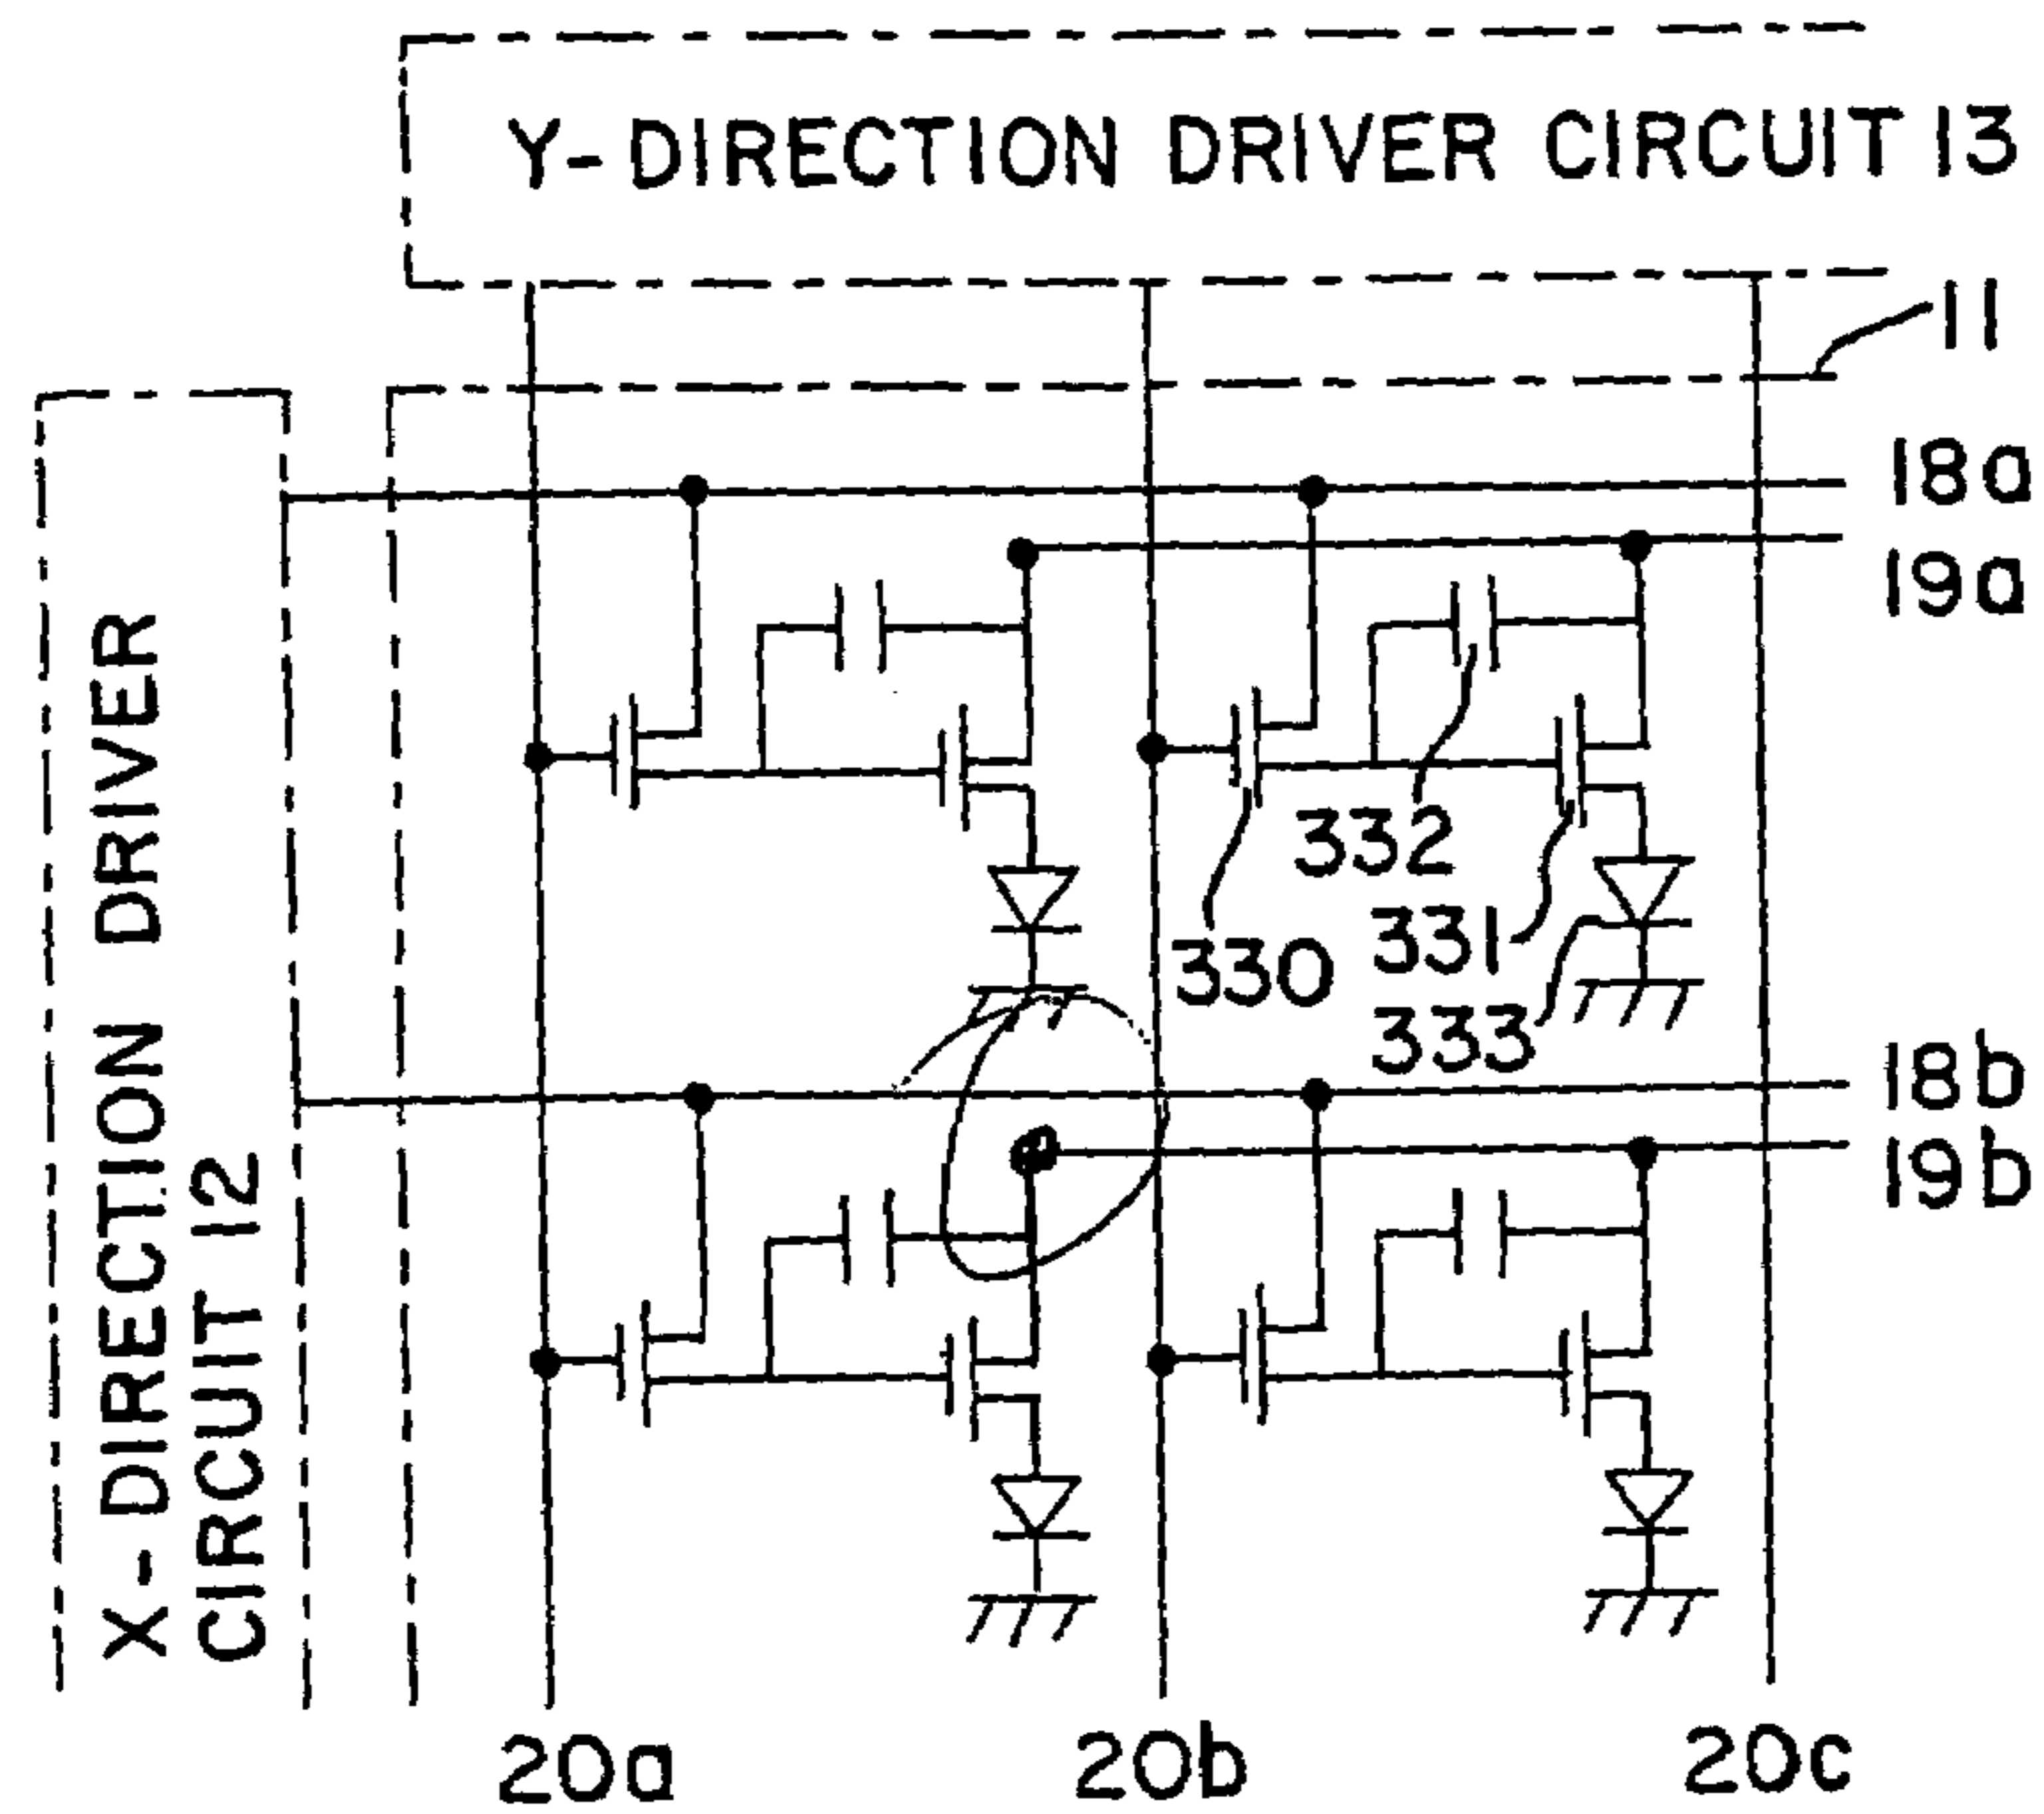 Y-DIRECTION DRIVER CIRCUIT 13
11
18a
19a
X-DIRECTION DRIVER
CIRCUIT 12
332
330
331
333
18b
19b
20a
20b
20c